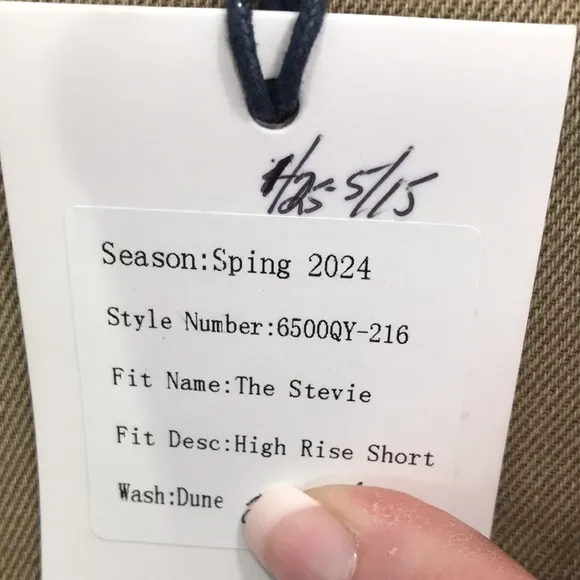 1/25-5/15
Season:Sping 2024
Style Number:6500QY-216
Fit Name:The Stevie
Fit Desc:High Rise Short
Wash:Dune